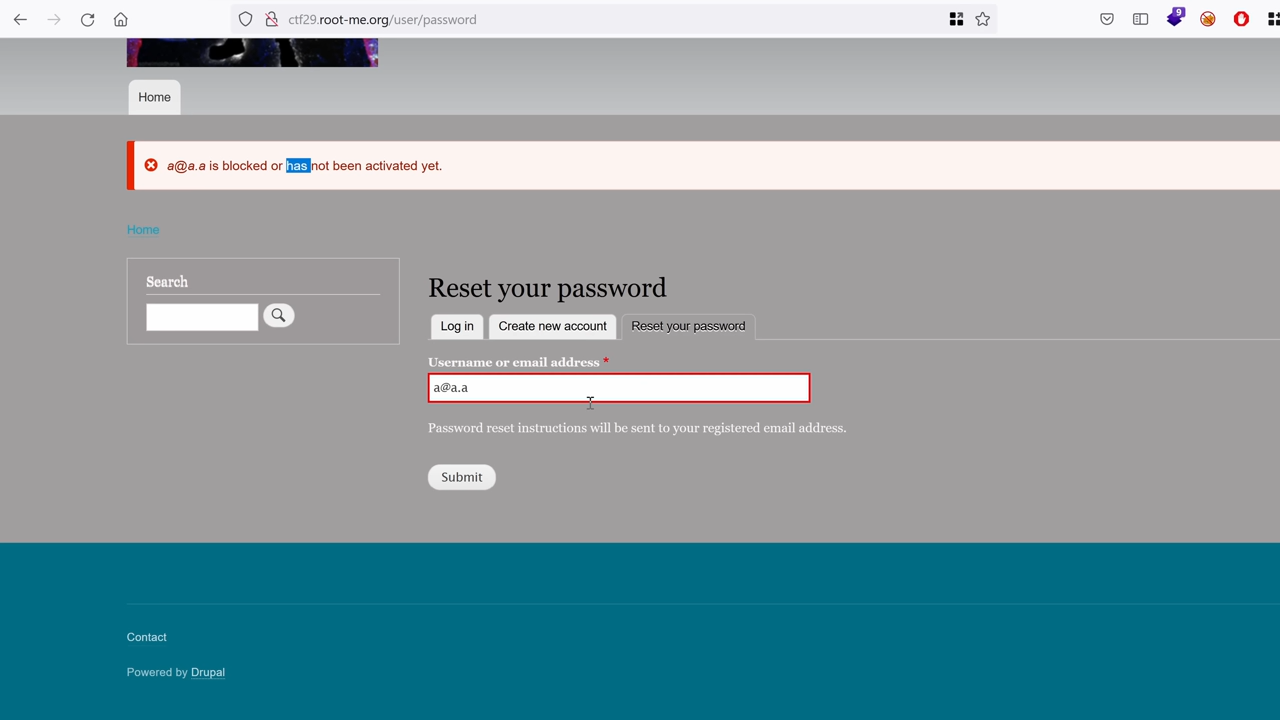 ctf29.root-me.org/user/password
9
Home
a@a.a is blocked or has not been activated yet.
Home
Search
Reset your password
Log in
Create new account
Reset your password
Username or email address *
a@a.a
Password reset instructions will be sent to your registered email address.
Submit
Contact
Powered by Drupal